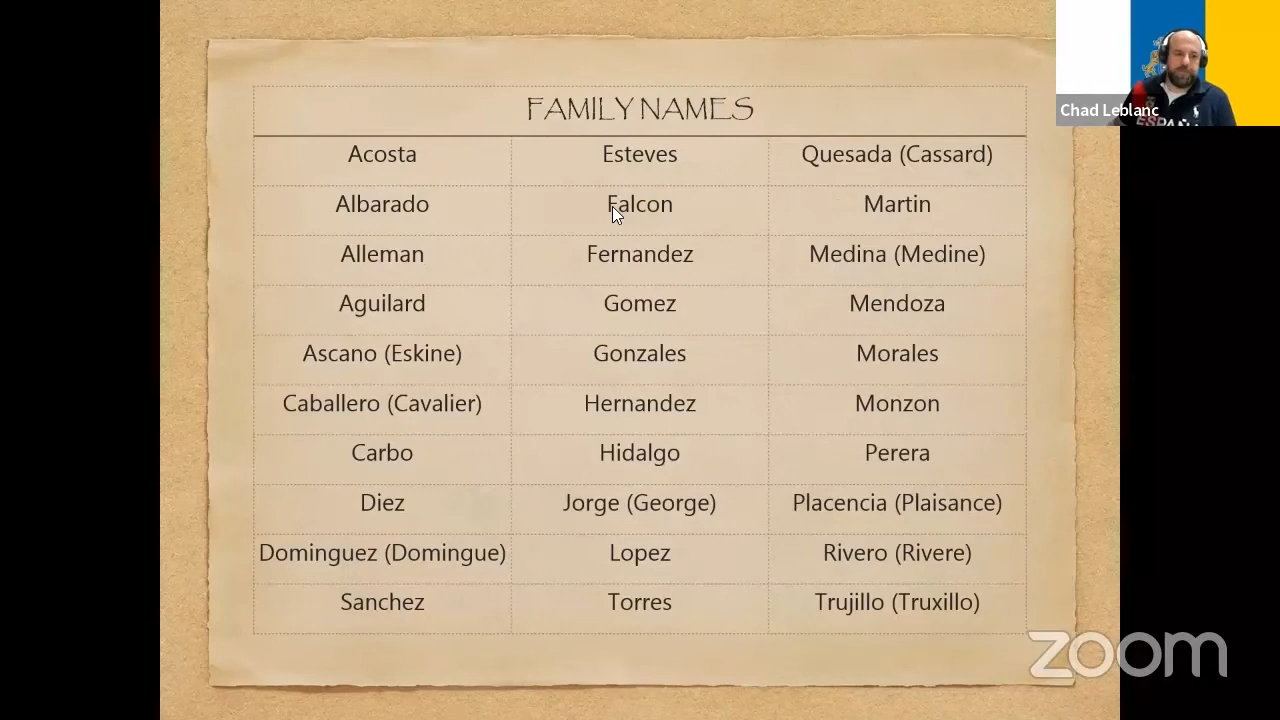 FAMILY NAMES
Acosta Esteves Quesada (Cassard)
Albarado Falcon Martin
Alleman Fernandez Medina (Medine)
Aguilard Gomez Mendoza
Ascano (Eskine) Gonzales Morales
Caballero (Cavalier) Hernandez Monzon
Carbo Hidalgo Perera
Diez Jorge (George) Placencia (Plaisance)
Dominguez (Domingue) Lopez Rivero (Rivere)
Sanchez Torres Trujillo (Truxillo)
Chad Leblanc
ESPAÑA
zoom